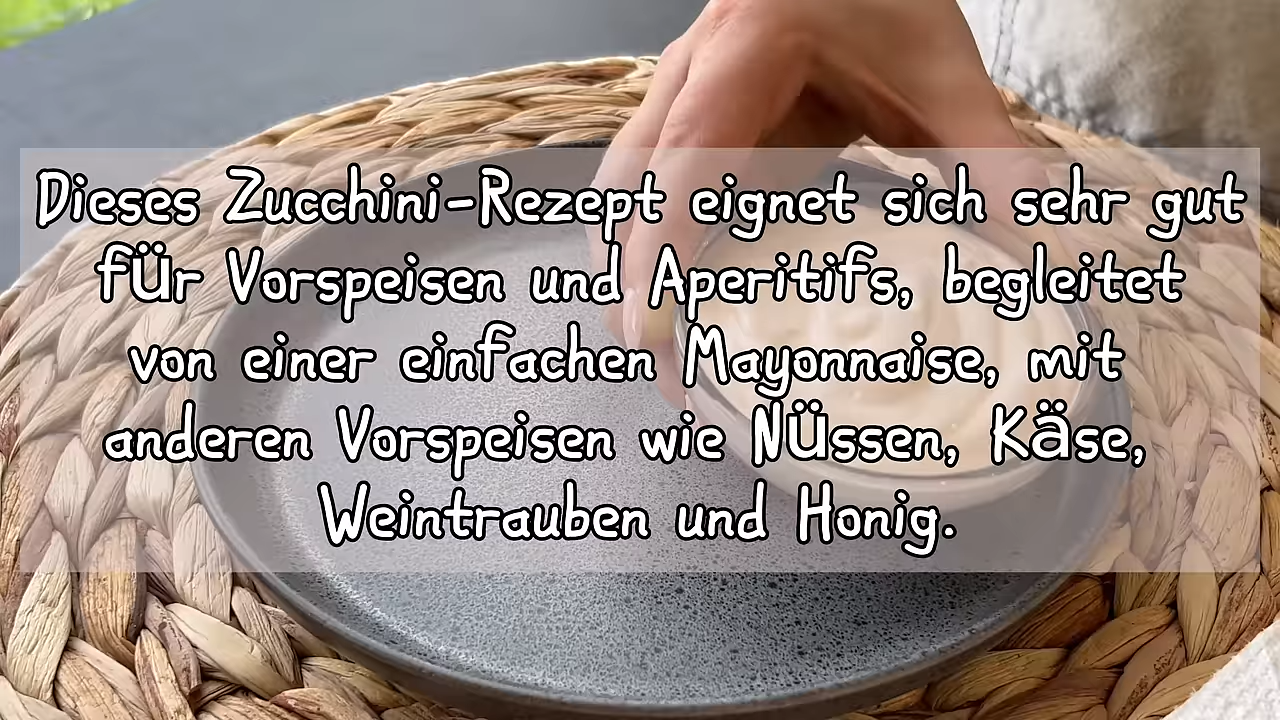 Dieses Zucchini-Rezept eignet sich sehr gut
für Vorspeisen und Aperitifs, begleitet
von einer einfachen Mayonnaise, mit
anderen Vorspeisen wie Nüssen, Käse,
Weintrauben und Honig.